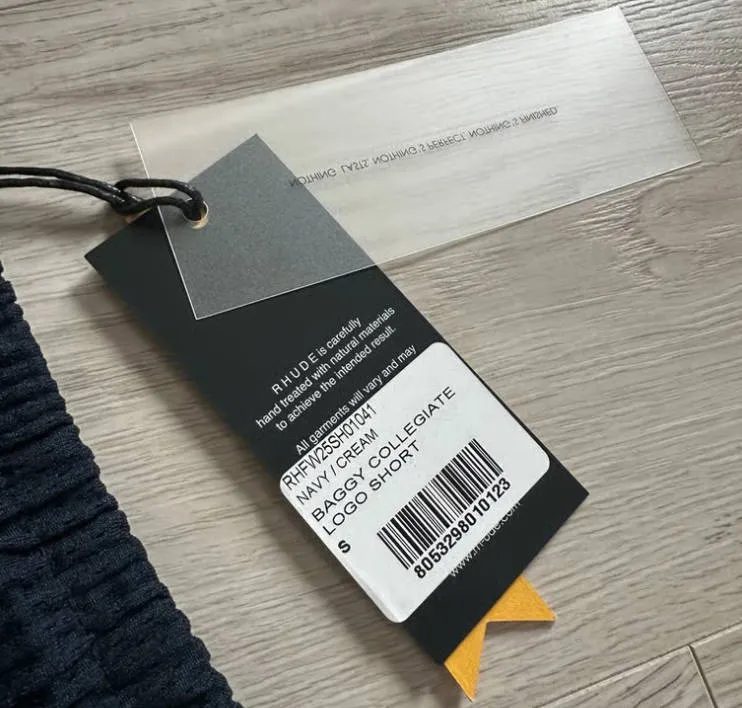 NOTHING LASTS. NOTHING'S PERFECT. NOTHING'S FINISHED.
RHUDE is carefully
hand treated with natural materials
to achieve the intended result.
All garments will vary and may
RHFW25SH01041
NAVY / CREAM
BAGGY COLLEGIATE
LOGO SHORT
S
8053298010123